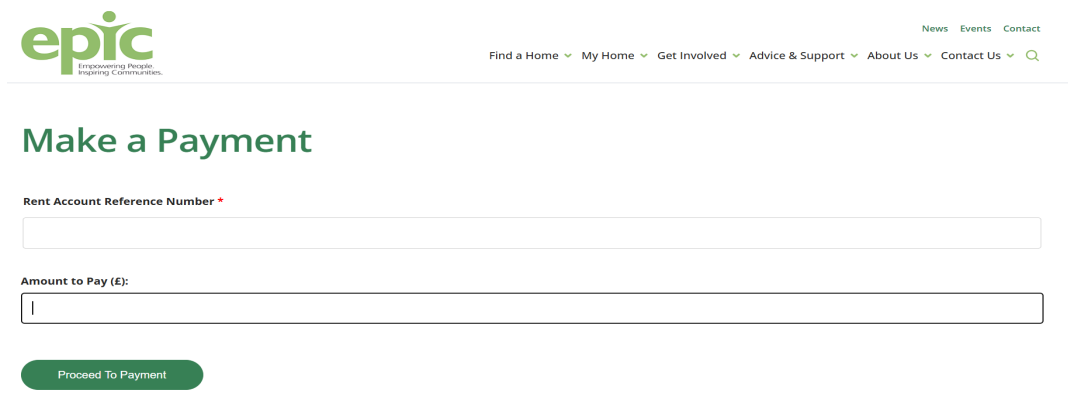 epic
Empowering People.
Inspiring Communities.
News Events Contact
Find a Home My Home Get Involved Advice & Support About Us Contact Us
Make a Payment
Rent Account Reference Number *
Amount to Pay (£):
Proceed To Payment